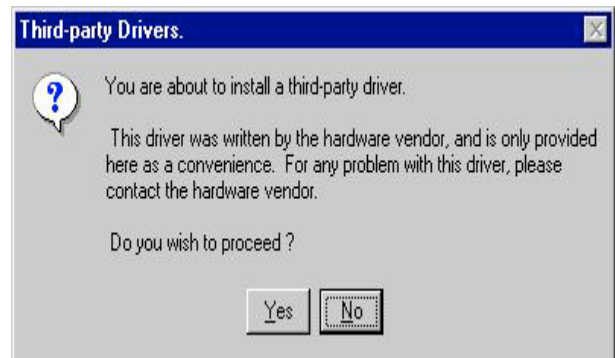 Third-party Drivers.
?
You are about to install a third-party driver.
This driver was written by the hardware vendor, and is only provided
here as a convenience. For any problem with this driver, please
contact the hardware vendor.
Do you wish to proceed ?
Yes
No